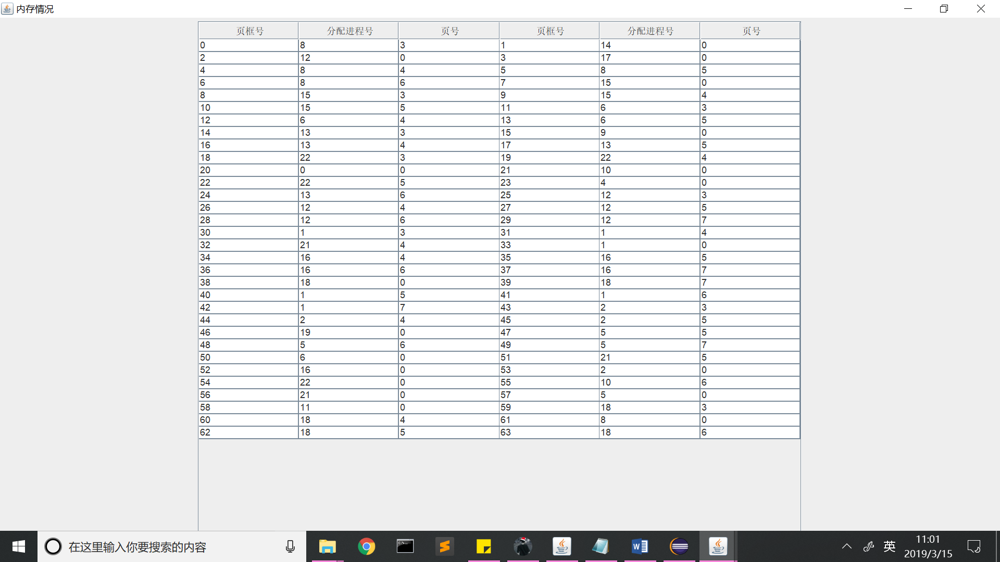 内存情况
页框号 分配进程号 页号 页框号 分配进程号 页号
0 8 3 1 14 0
2 12 0 3 17 0
4 8 4 5 8 5
6 8 6 7 15 0
8 15 3 9 15 4
10 15 5 11 6 3
12 6 4 13 6 5
14 13 3 15 9 0
16 13 4 17 13 5
18 22 3 19 22 4
20 0 0 21 10 0
22 22 5 23 4 0
24 13 6 25 12 3
26 12 4 27 12 5
28 12 6 29 12 7
30 1 3 31 1 4
32 21 4 33 1 0
34 16 4 35 16 5
36 16 6 37 16 7
38 18 0 39 18 7
40 1 5 41 1 6
42 1 7 43 2 3
44 2 4 45 2 5
46 19 0 47 5 5
48 5 6 49 5 7
50 6 0 51 21 5
52 16 0 53 2 0
54 22 0 55 10 6
56 21 0 57 5 0
58 11 0 59 18 3
60 18 4 61 8 0
62 18 5 63 18 6
在这里输入你要搜索的内容
英
11:01
2019/3/15